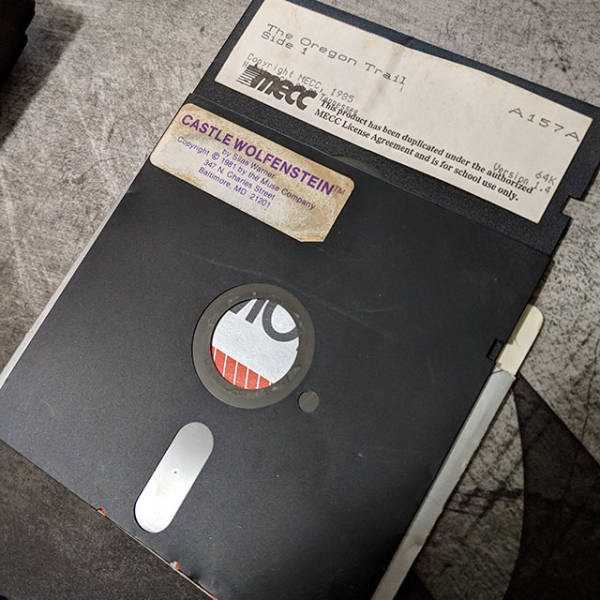 The Oregon Trail
Side 1
Copyright MECC, 1985
mecc
A157A
64K
Version 1.4
This product has been duplicated under the authorized
MECC License Agreement and is for school use only.
CASTLE WOLFENSTEIN™
by Silas Warner
Copyright © 1981 by the Muse Company
347 N. Charles Street
Baltimore, MD 21201